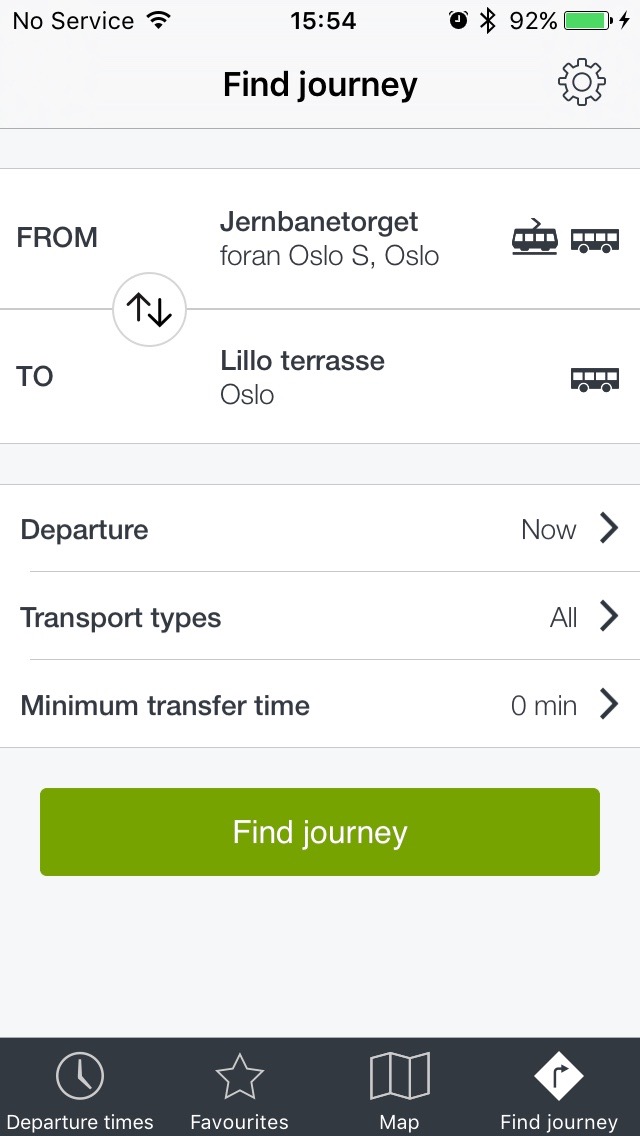 No Service 15:54 92%
Find journey
FROM
Jernbanetorget
foran Oslo S, Oslo
TO
Lillo terrasse
Oslo
Departure Now
Transport types All
Minimum transfer time 0 min
Find journey
Departure times Favourites Map Find journey